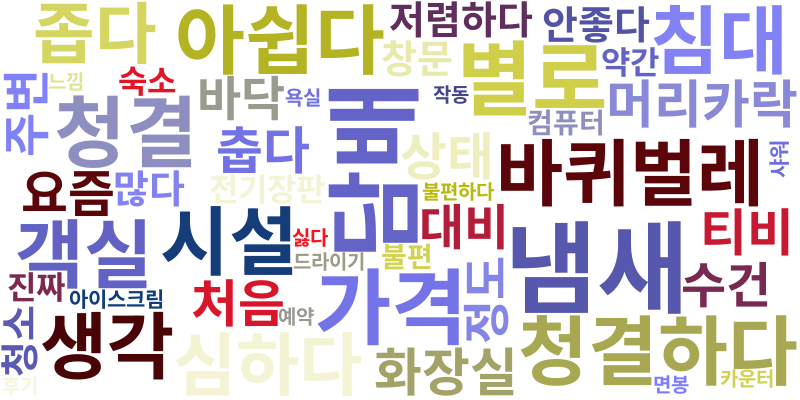 좁다
아쉽다
저렴하다
안좋다
침대
느낌
숙소
창문
별로
약간
주변
바닥
욕실
작동
머리카락
청결
담배
컴퓨터
춥다
상태
바퀴벌레
샤워
요즘
많다
전기장판
불편하다
객실
시설
싫다
대비
티비
드라이기
불편
냄새
진짜
아이스크림
처음
예약
가격
정도
수건
청소
생각
심하다
화장실
청결하다
후기
면봉
카운터